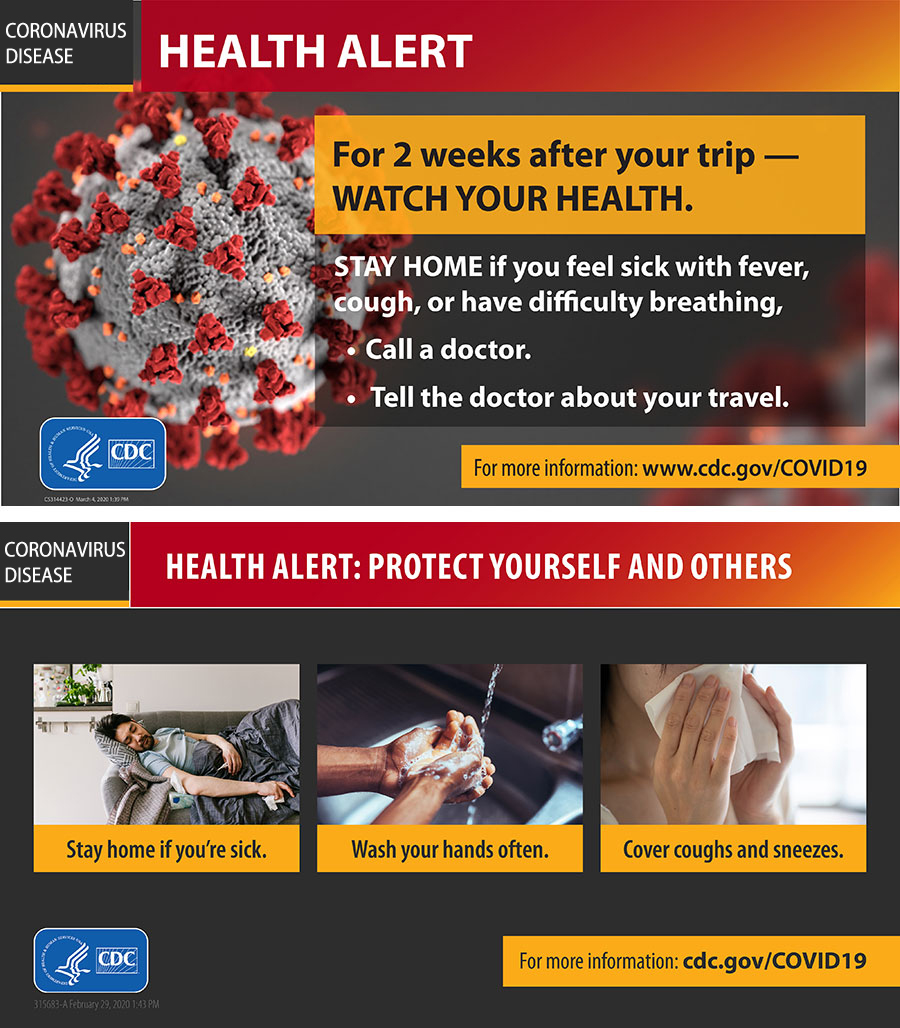 CORONAVIRUS
DISEASE
HEALTH ALERT
For 2 weeks after your trip —
WATCH YOUR HEALTH.
STAY HOME if you feel sick with fever,
cough, or have difficulty breathing,
• Call a doctor.
• Tell the doctor about your travel.
CDC
CS314423-O March 4, 2020 1:39 PM
For more information: www.cdc.gov/COVID19
CORONAVIRUS
DISEASE
HEALTH ALERT: PROTECT YOURSELF AND OTHERS
Stay home if you’re sick.
Wash your hands often.
Cover coughs and sneezes.
CDC
315683-A February 29, 2020 1:43 PM
For more information: cdc.gov/COVID19